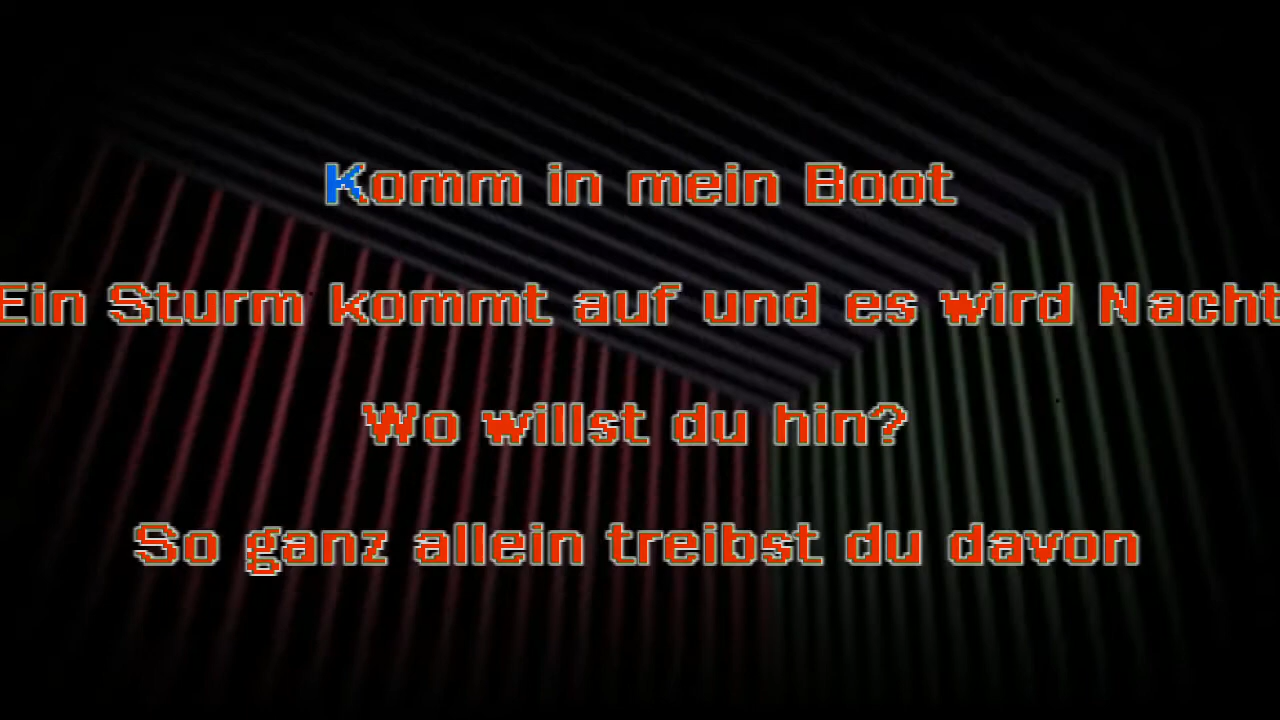 Komm in mein Boot
Ein Sturm kommt auf und es wird Nacht
Wo willst du hin?
So ganz allein treibst du davon